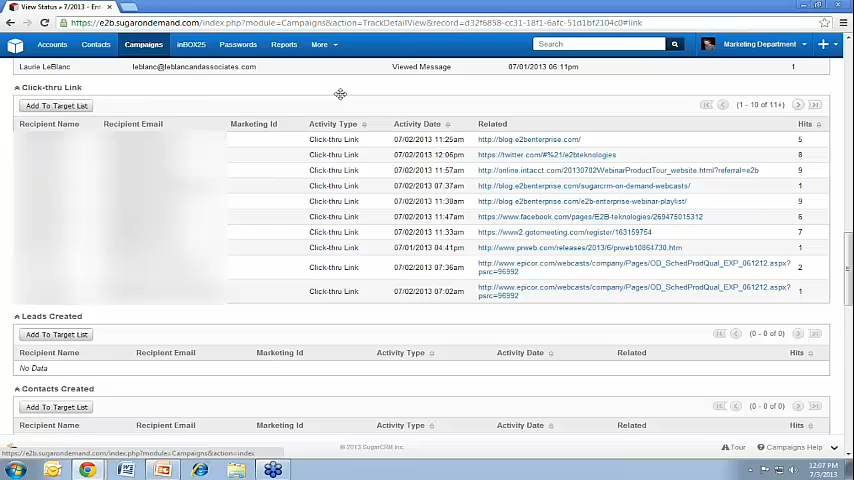 View Status » 7/2013 - E
https://e2b.sugarondemand.com/index.php?module=Campaigns&action=TrackDetailView&record=d32f6858-cc31-18f1-6afc-51d1bf2104c0#link
Accounts Contacts Campaigns inBOX25 Passwords Reports More Search Marketing Department
Laurie LeBlanc leblanc@leblancandassociates.com Viewed Message 07/01/2013 06:11pm 1
Click-thru Link
Add To Target List (1 - 10 of 11+)
Recipient Name Recipient Email Marketing Id Activity Type Activity Date Related Hits
Click-thru Link 07/02/2013 11:25am http://blog.e2benterprise.com/ 5
Click-thru Link 07/02/2013 12:06pm https://twitter.com/#%21/e2bteknologies 8
Click-thru Link 07/02/2013 11:57am http://online.intacct.com/20130702WebinarProductTour_website.html?referral=e2b 9
Click-thru Link 07/02/2013 07:37am http://blog.e2benterprise.com/sugarcrm-on-demand-webcasts/ 1
Click-thru Link 07/02/2013 11:38am http://blog.e2benterprise.com/e2b-enterprise-webinar-playlist/ 9
Click-thru Link 07/02/2013 11:47am https://www.facebook.com/pages/E2B-teknologies/269475015312 6
Click-thru Link 07/02/2013 11:33am https://www2.gotomeeting.com/register/163159754 7
Click-thru Link 07/01/2013 04:41pm http://www.prweb.com/releases/2013/6/prweb10864730.htm 1
Click-thru Link 07/02/2013 07:36am http://www.epicor.com/webcasts/company/Pages/OD_SchedProdQual_EXP_061212.aspx? 2
psrc=96992
Click-thru Link 07/02/2013 07:02am http://www.epicor.com/webcasts/company/Pages/OD_SchedProdQual_EXP_061212.aspx? 1
psrc=96992
Leads Created
Add To Target List (0 - 0 of 0)
Recipient Name Recipient Email Marketing Id Activity Type Activity Date Related Hits
No Data
Contacts Created
Add To Target List (0 - 0 of 0)
Recipient Name Recipient Email Marketing Id Activity Type Activity Date Related Hits
© 2013 SugarCRM Inc. Tour Campaigns Help
https://e2b.sugarondemand.com/index.php?module=Campaigns&action=index
12:07 PM
7/3/2013